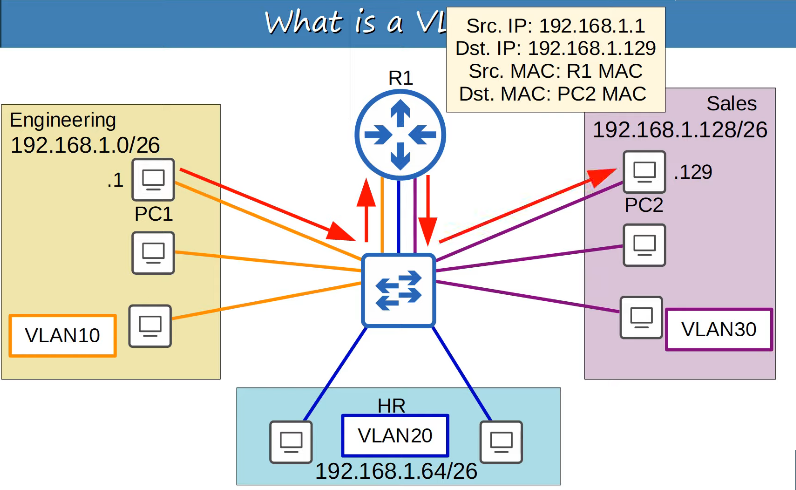 What is a VL
Src. IP: 192.168.1.1
Dst. IP: 192.168.1.129
Src. MAC: R1 MAC
Dst. MAC: PC2 MAC
R1
Engineering
192.168.1.0/26
.1
PC1
VLAN10
Sales
192.168.1.128/26
.129
PC2
VLAN30
HR
VLAN20
192.168.1.64/26